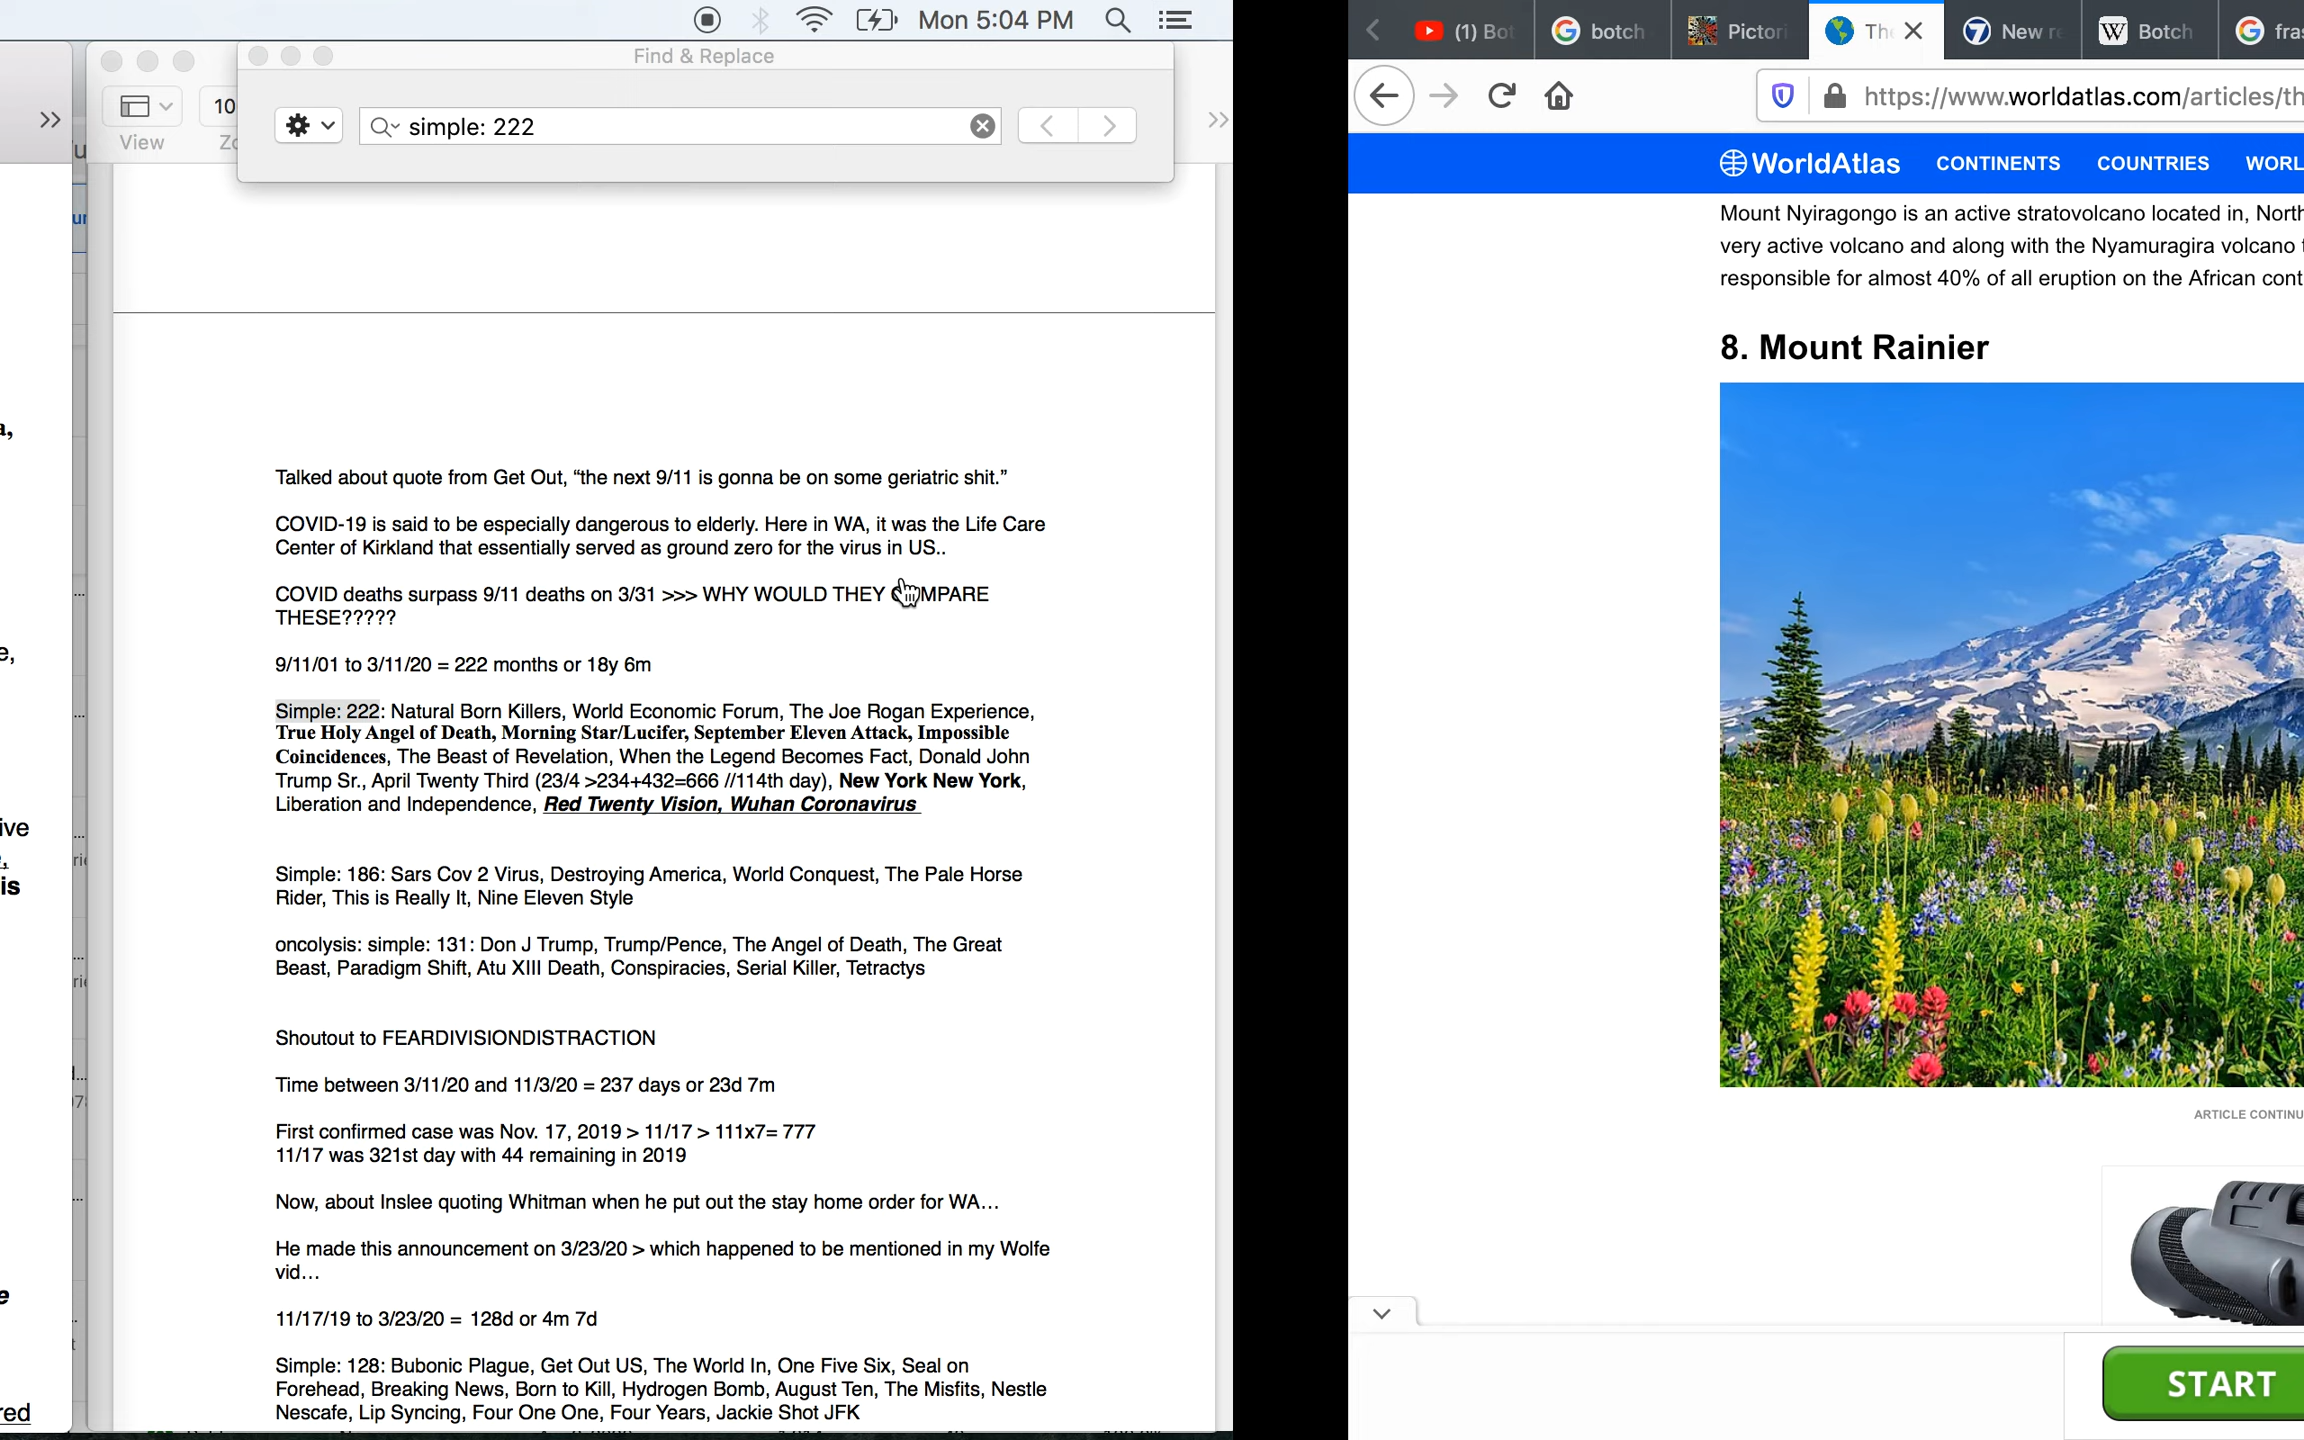 Mon 5:04 PM
Find & Replace
10
simple: 222
View
Talked about quote from Get Out, “the next 9/11 is gonna be on some geriatric shit.”
COVID-19 is said to be especially dangerous to elderly. Here in WA, it was the Life Care
Center of Kirkland that essentially served as ground zero for the virus in US..
COVID deaths surpass 9/11 deaths on 3/31 >>> WHY WOULD THEY COMPARE
THESE?????
9/11/01 to 3/11/20 = 222 months or 18y 6m
Simple: 222: Natural Born Killers, World Economic Forum, The Joe Rogan Experience,
True Holy Angel of Death, Morning Star/Lucifer, September Eleven Attack, Impossible
Coincidences, The Beast of Revelation, When the Legend Becomes Fact, Donald John
Trump Sr., April Twenty Third (23/4 >234+432=666 //114th day), New York New York,
Liberation and Independence, Red Twenty Vision, Wuhan Coronavirus
Simple: 186: Sars Cov 2 Virus, Destroying America, World Conquest, The Pale Horse
Rider, This is Really It, Nine Eleven Style
oncolysis: simple: 131: Don J Trump, Trump/Pence, The Angel of Death, The Great
Beast, Paradigm Shift, Atu XIII Death, Conspiracies, Serial Killer, Tetractys
Shoutout to FEARDIVISIONDISTRACTION
Time between 3/11/20 and 11/3/20 = 237 days or 23d 7m
First confirmed case was Nov. 17, 2019 > 11/17 > 111x7= 777
11/17 was 321st day with 44 remaining in 2019
Now, about Inslee quoting Whitman when he put out the stay home order for WA…
He made this announcement on 3/23/20 > which happened to be mentioned in my Wolfe
vid…
11/17/19 to 3/23/20 = 128d or 4m 7d
Simple: 128: Bubonic Plague, Get Out US, The World In, One Five Six, Seal on
Forehead, Breaking News, Born to Kill, Hydrogen Bomb, August Ten, The Misfits, Nestle
Nescafe, Lip Syncing, Four One One, Four Years, Jackie Shot JFK
is
red
(1) Bot
botch
Pictori
The
New re
Botch
fras
https://www.worldatlas.com/articles/th
WorldAtlas CONTINENTS COUNTRIES WORL
Mount Nyiragongo is an active stratovolcano located in, North
very active volcano and along with the Nyamuragira volcano t
responsible for almost 40% of all eruption on the African cont
8. Mount Rainier
ARTICLE CONTINU
START